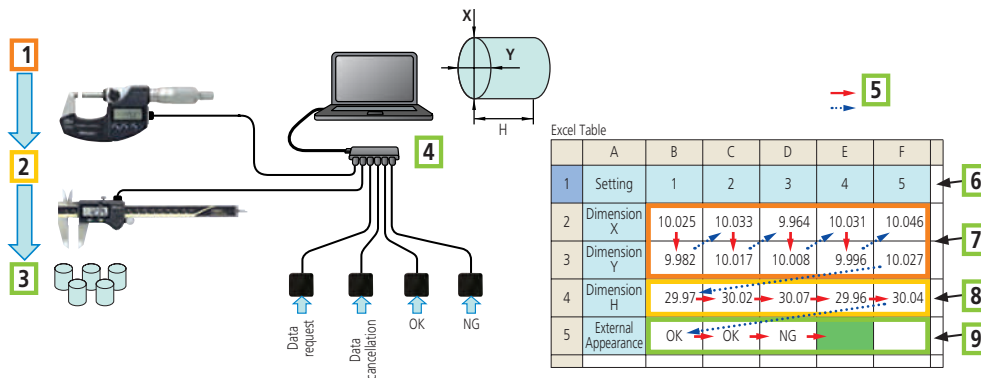 1
2
3
X
Y
H
4
5
Data
request
Data
cancellation
OK
NG
Excel Table
A B C D E F
1 Setting 1 2 3 4 5
6
2 Dimension X 10.025 10.033 9.964 10.031 10.046
7
3 Dimension Y 9.982 10.017 10.008 9.996 10.027
4 Dimension H 29.97 30.02 30.07 29.96 30.04
8
5 External Appearance OK OK NG
9